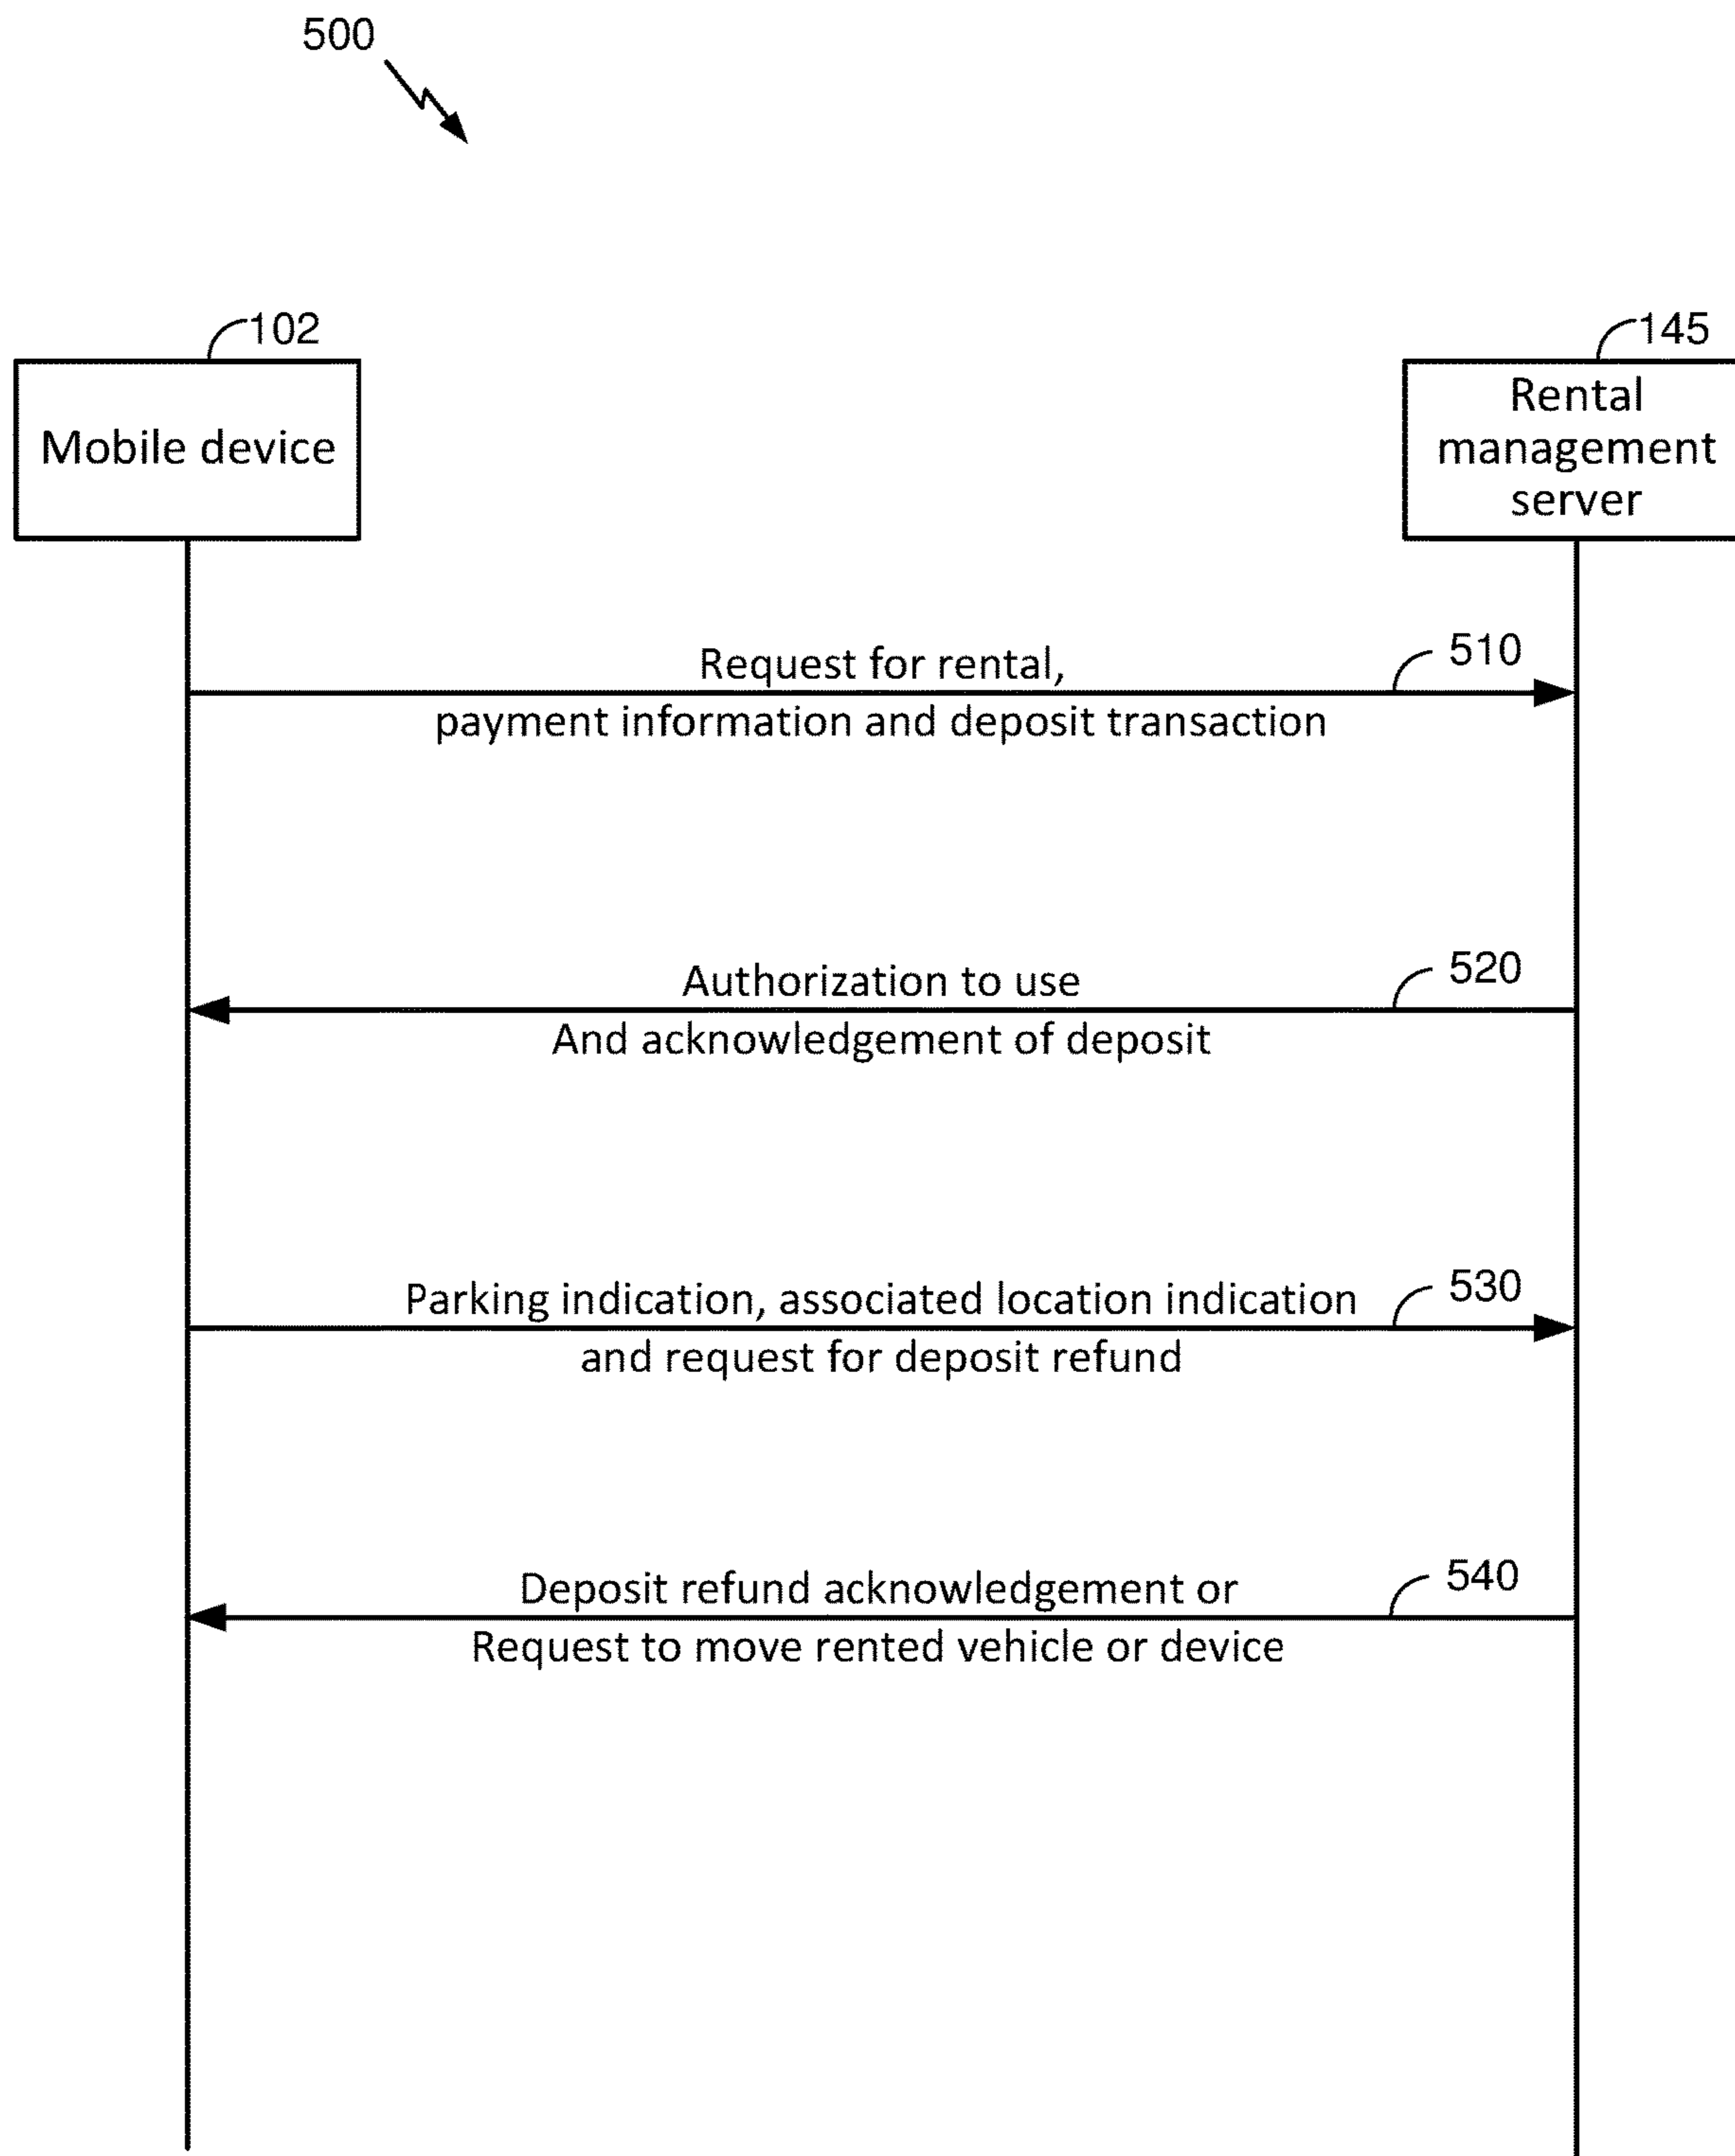 500
102
145
Mobile device
Rental
management
server
Request for rental,
510
payment information and deposit transaction
Authorization to use
520
And acknowledgement of deposit
Parking indication, associated location indication
530
and request for deposit refund
Deposit refund acknowledgement or
540
Request to move rented vehicle or device